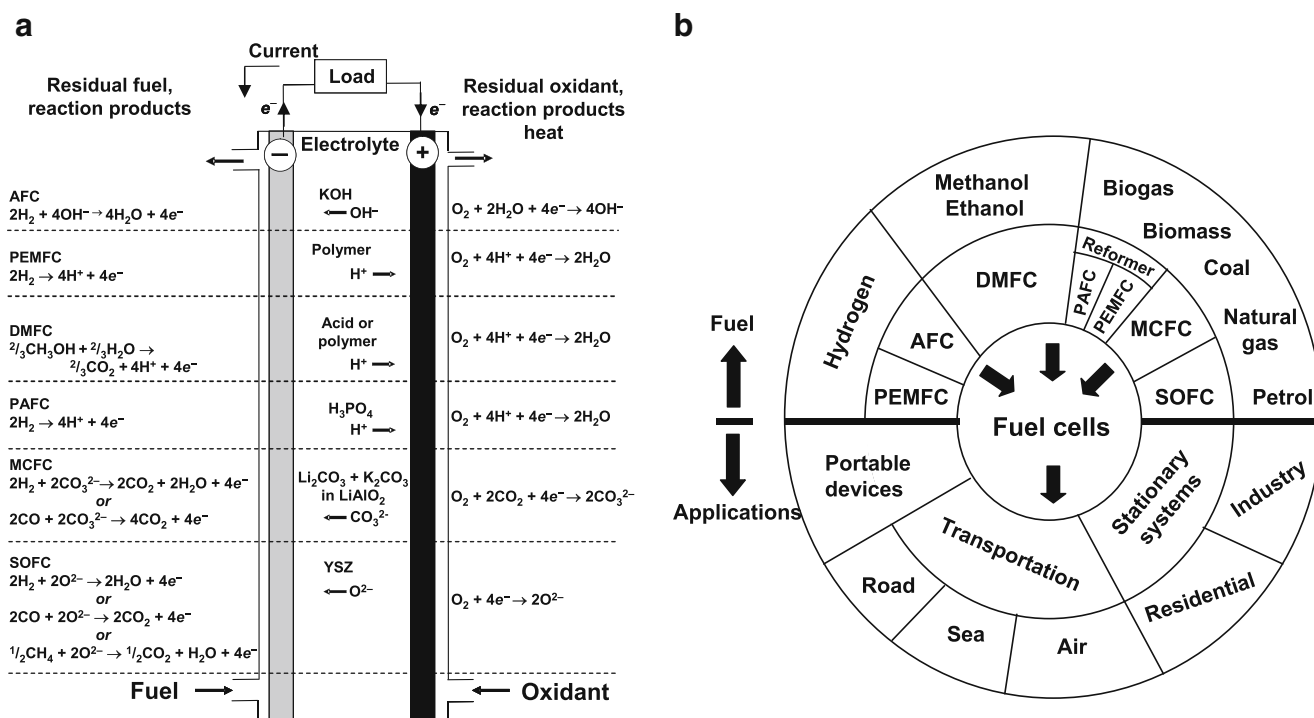 a
Current
Load
Residual fuel,
reaction products
Residual oxidant,
reaction products
heat
e⁻
e⁻
−
Electrolyte
+
AFC
2H₂ + 4OH⁻ → 4H₂O + 4e⁻
KOH
OH⁻
O₂ + 2H₂O + 4e⁻ → 4OH⁻
PEMFC
2H₂ → 4H⁺ + 4e⁻
Polymer
H⁺
O₂ + 4H⁺ + 4e⁻ → 2H₂O
DMFC
²/₃CH₃OH + ²/₃H₂O →
²/₃CO₂ + 4H⁺ + 4e⁻
Acid or
polymer
H⁺
O₂ + 4H⁺ + 4e⁻ → 2H₂O
PAFC
2H₂ → 4H⁺ + 4e⁻
H₃PO₄
H⁺
O₂ + 4H⁺ + 4e⁻ → 2H₂O
MCFC
2H₂ + 2CO₃²⁻ → 2CO₂ + 2H₂O + 4e⁻
or
2CO + 2CO₃²⁻ → 4CO₂ + 4e⁻
Li₂CO₃ + K₂CO₃
in LiAlO₂
CO₃²⁻
O₂ + 2CO₂ + 4e⁻ → 2CO₃²⁻
SOFC
2H₂ + 2O²⁻ → 2H₂O + 4e⁻
or
2CO + 2O²⁻ → 2CO₂ + 4e⁻
or
¹/₂CH₄ + 2O²⁻ → ¹/₂CO₂ + H₂O + 4e⁻
YSZ
O²⁻
O₂ + 4e⁻ → 2O²⁻
Fuel
Oxidant
b
Methanol
Ethanol
Biogas
Biomass
Coal
Natural
gas
Petrol
Hydrogen
Reformer
DMFC
PAFC
PEMFC
MCFC
SOFC
AFC
PEMFC
Fuel
Applications
Fuel cells
Portable
devices
Transportation
Stationary
systems
Industry
Residential
Road
Sea
Air